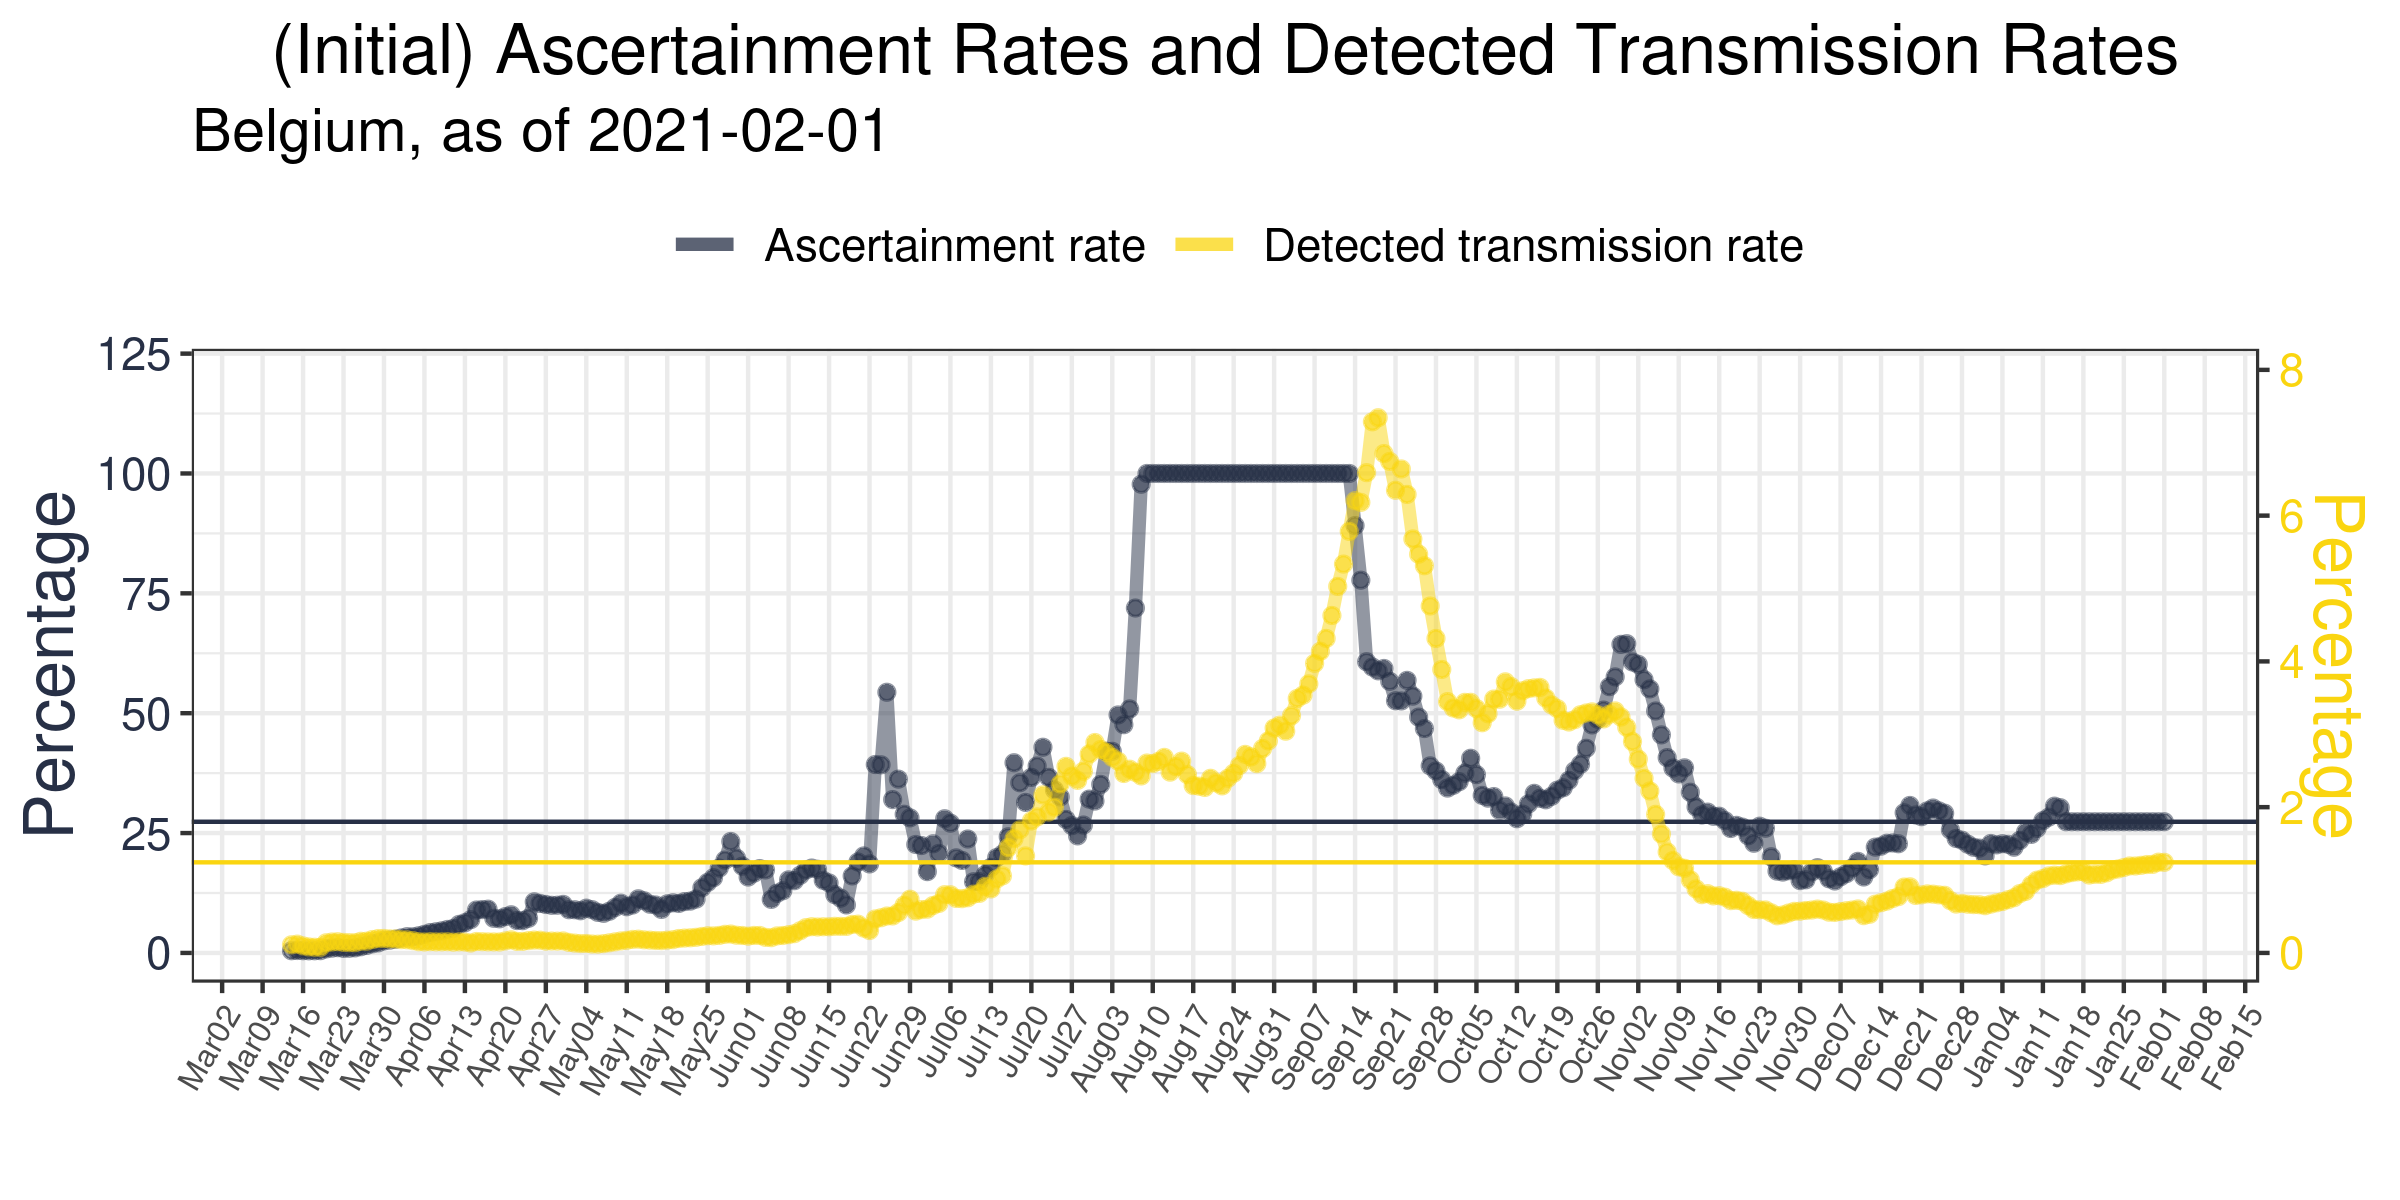 (Initial) Ascertainment Rates and Detected Transmission Rates
Belgium, as of 2021-02-01
Ascertainment rate
Detected transmission rate
Percentage
125
100
75
50
25
0
8
6
4
2
0
Percentage
Mar02
Mar09
Mar16
Mar23
Mar30
Apr06
Apr13
Apr20
Apr27
May04
May11
May18
May25
Jun01
Jun08
Jun15
Jun22
Jun29
Jul06
Jul13
Jul20
Jul27
Aug03
Aug10
Aug17
Aug24
Aug31
Sep07
Sep14
Sep21
Sep28
Oct05
Oct12
Oct19
Oct26
Nov02
Nov09
Nov16
Nov23
Nov30
Dec07
Dec14
Dec21
Dec28
Jan04
Jan11
Jan18
Jan25
Feb01
Feb08
Feb15